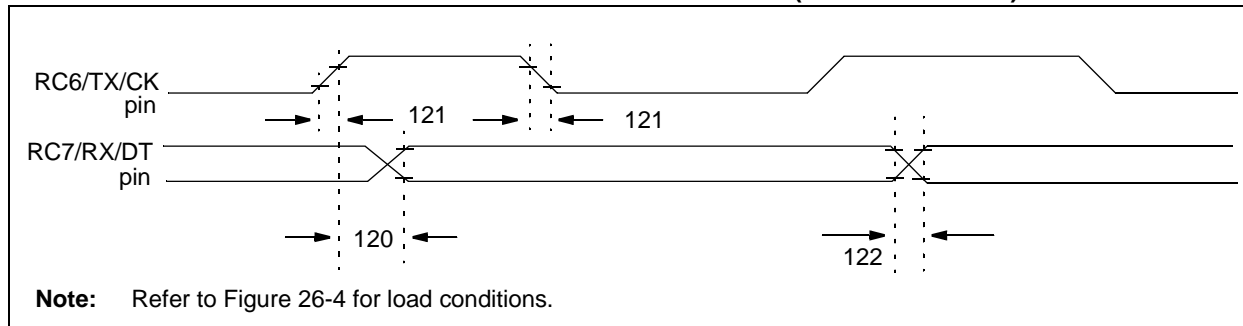 RC6/TX/CK
pin
121
121
RC7/RX/DT
pin
120
122
Note: Refer to Figure 26-4 for load conditions.